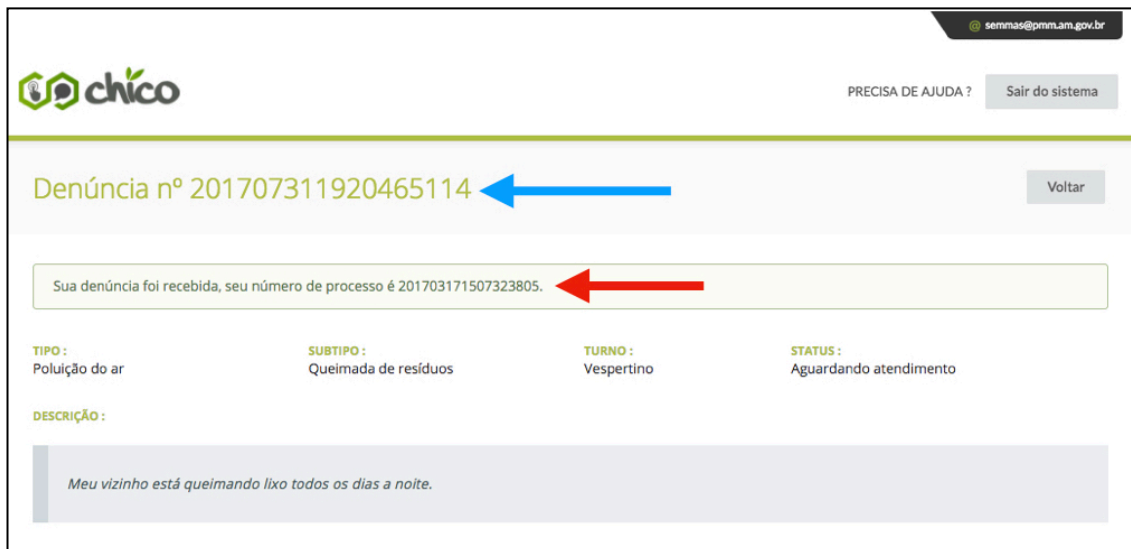 @ semmas@pmm.am.gov.br
chico
PRECISA DE AJUDA ?
Sair do sistema
Denúncia nº 201707311920465114
Voltar
Sua denúncia foi recebida, seu número de processo é 201703171507323805.
TIPO :
Poluição do ar
SUBTIPO :
Queimada de resíduos
TURNO :
Vespertino
STATUS :
Aguardando atendimento
DESCRIÇÃO :
Meu vizinho está queimando lixo todos os dias a noite.